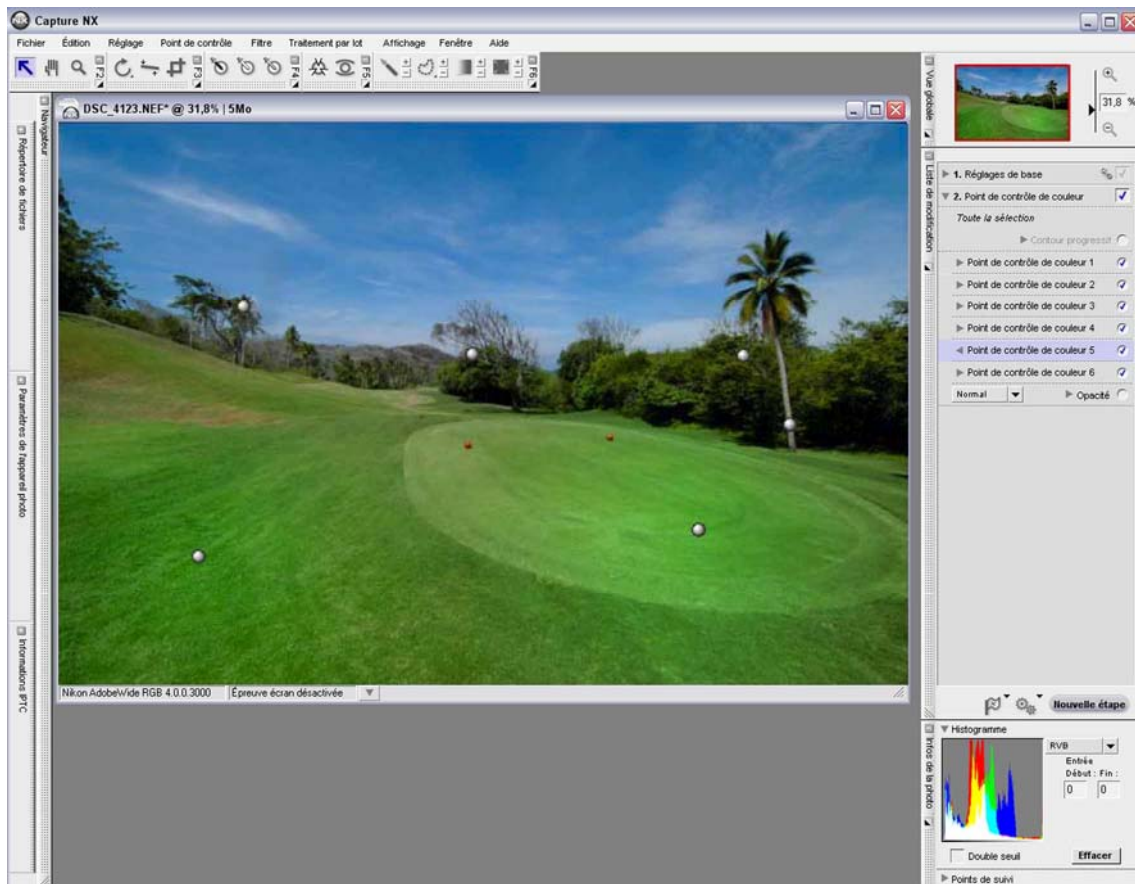 Capture NX
Fichier Édition Réglage Point de contrôle Filtre Traitement par lot Affichage Fenêtre Aide
F2
F3
F4
F5
F6
Navigateur
Répertoire de fichiers
Paramètres de l'appareil photo
Informations IPTC
DSC_4123.NEF* @ 31,8% | 5Mo
Nikon AdobeWide RGB 4.0.0.3000
Épreuve écran désactivée
Vue globale
31,8 %
Liste de modification
1. Réglages de base
2. Point de contrôle de couleur
Toute la sélection
Contour progressif
Point de contrôle de couleur 1
Point de contrôle de couleur 2
Point de contrôle de couleur 3
Point de contrôle de couleur 4
Point de contrôle de couleur 5
Point de contrôle de couleur 6
Normal Opacité
Nouvelle étape
Infos de la photo
Histogramme
RVB
Entrée
Début : Fin :
0 0
Double seuil Effacer
Points de suivi